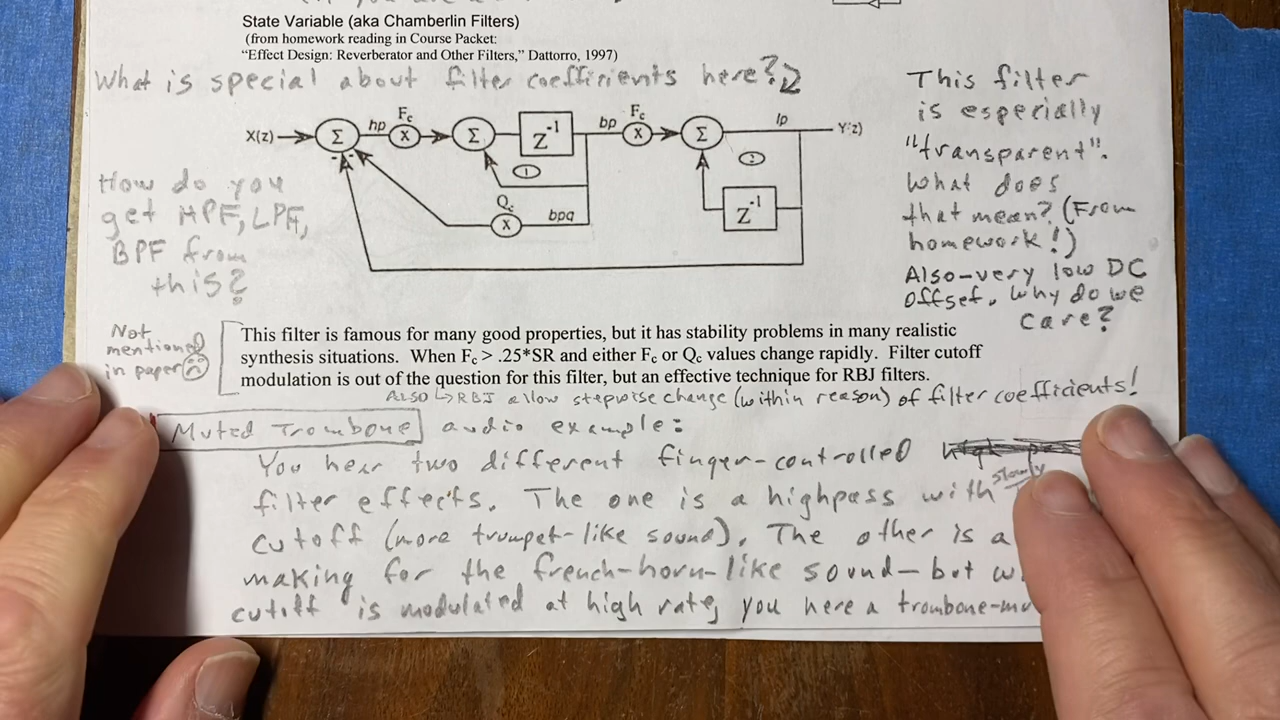 State Variable (aka Chamberlin Filters)
(from homework reading in Course Packet:
“Effect Design: Reverberator and Other Filters,” Dattorro, 1997)
What is special about filter coefficients here?
X(z)
Σ
hp
Fc
X
Σ
Z-1
bp
Fc
X
Σ
lp
Y(z)
1
2
Qc
X
bpq
Z-1
How do you
get HPF, LPF,
BPF from
this?
This filter
is especially
"transparent".
What does
that mean? (From
homework!)
Also-very low DC
offset. Why do we
care?
Not
mentioned
in paper
This filter is famous for many good properties, but it has stability problems in many realistic
synthesis situations. When Fc > .25*SR and either Fc or Qc values change rapidly. Filter cutoff
modulation is out of the question for this filter, but an effective technique for RBJ filters.
ALSO ↳RBJ allow stepwise change (within reason) of filter coefficients!
Muted Trombone audio example:
You hear two different finger-controlled
filter effects. The one is a highpass with slowly
cutoff (more trumpet-like sound). The other is a
making for the french-horn-like sound-but
cutoff is modulated at high rate, you here a